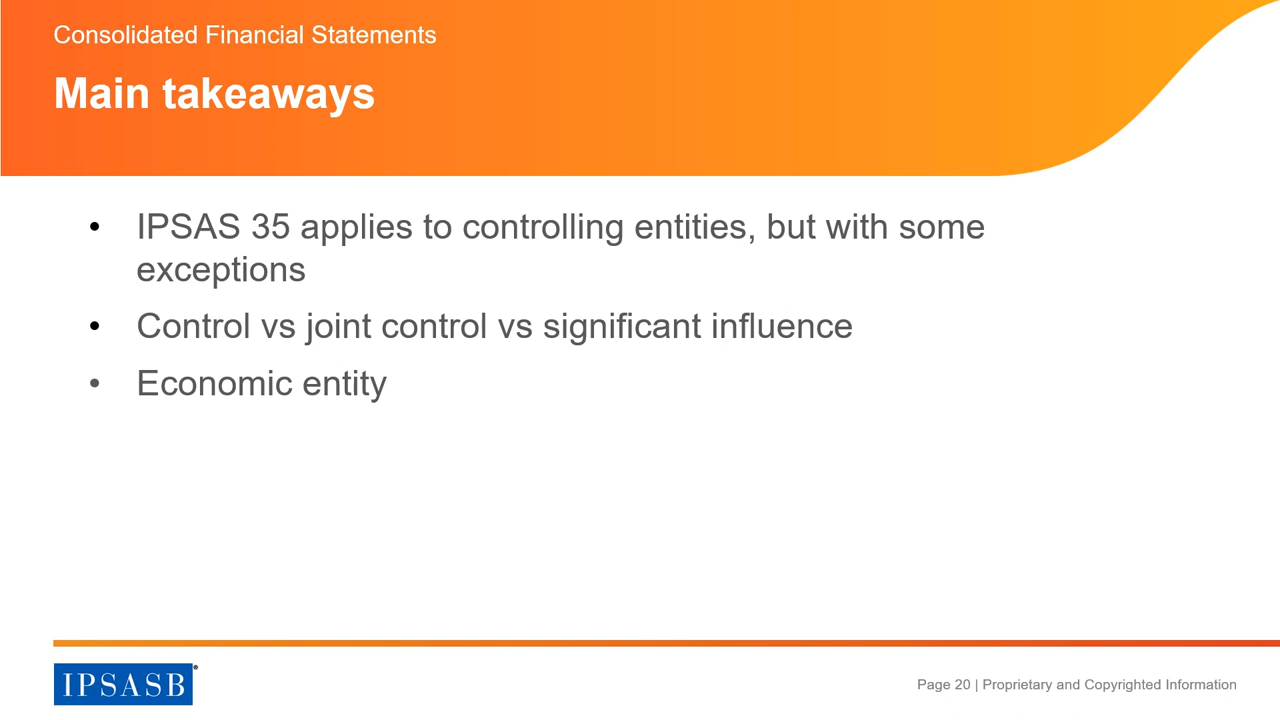 Consolidated Financial Statements
Main takeaways
• IPSAS 35 applies to controlling entities, but with some
exceptions
• Control vs joint control vs significant influence
• Economic entity
IPSASB®
Page 20 | Proprietary and Copyrighted Information